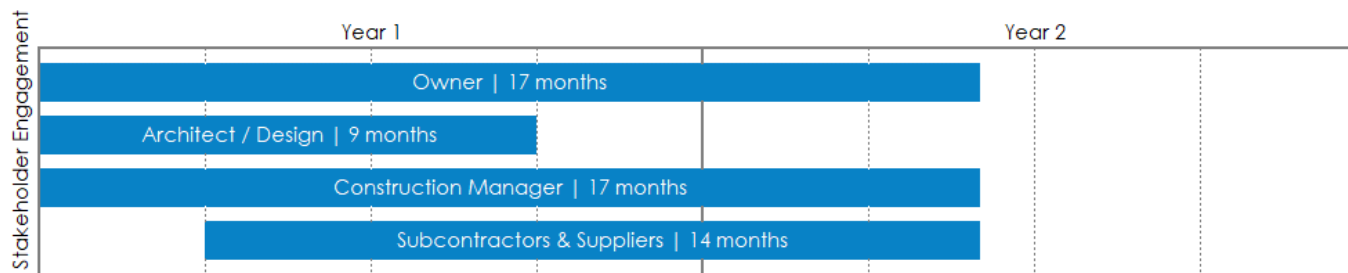 Year 1
Year 2
Stakeholder Engagement
Owner | 17 months
Architect / Design | 9 months
Construction Manager | 17 months
Subcontractors & Suppliers | 14 months